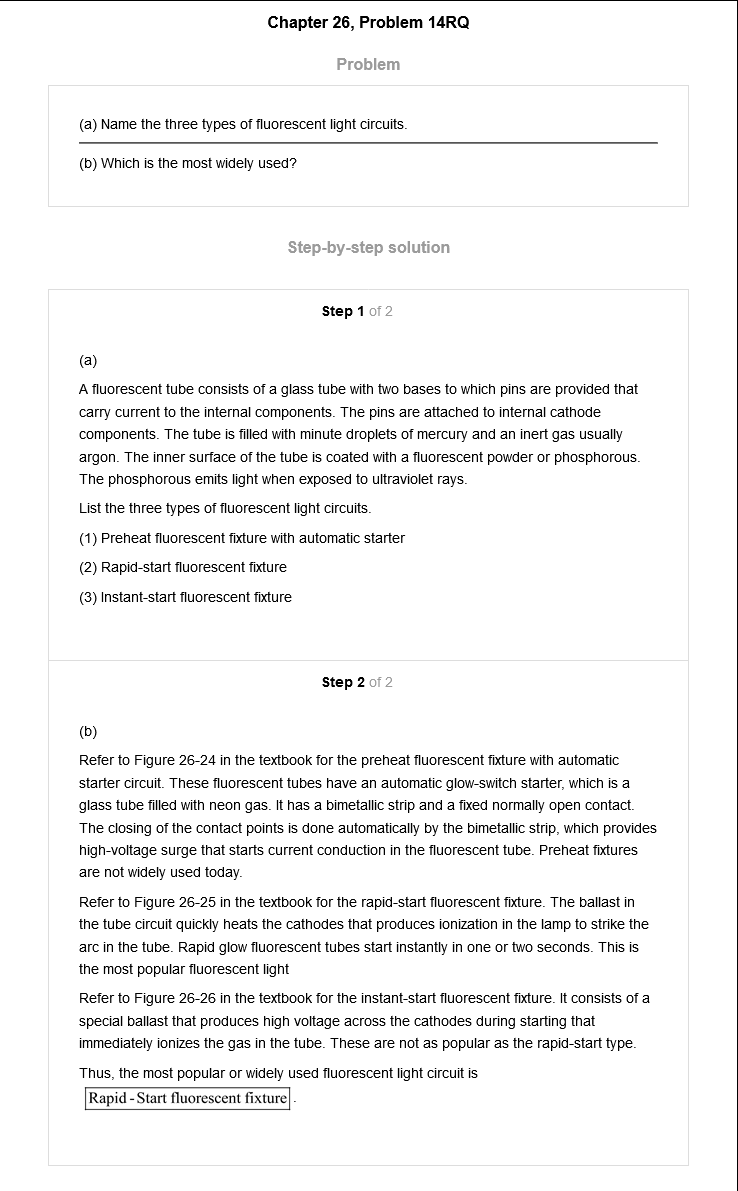 Chapter 26, Problem 14RQ
Problem
(a) Name the three types of fluorescent light circuits.
(b) Which is the most widely used?
Step-by-step solution
Step 1 of 2
(a)
A fluorescent tube consists of a glass tube with two bases to which pins are provided that
carry current to the internal components. The pins are attached to internal cathode
components. The tube is filled with minute droplets of mercury and an inert gas usually
argon. The inner surface of the tube is coated with a fluorescent powder or phosphorous.
The phosphorous emits light when exposed to ultraviolet rays.
List the three types of fluorescent light circuits.
(1) Preheat fluorescent fixture with automatic starter
(2) Rapid-start fluorescent fixture
(3) Instant-start fluorescent fixture
Step 2 of 2
(b)
Refer to Figure 26-24 in the textbook for the preheat fluorescent fixture with automatic
starter circuit. These fluorescent tubes have an automatic glow-switch starter, which is a
glass tube filled with neon gas. It has a bimetallic strip and a fixed normally open contact.
The closing of the contact points is done automatically by the bimetallic strip, which provides
high-voltage surge that starts current conduction in the fluorescent tube. Preheat fixtures
are not widely used today.
Refer to Figure 26-25 in the textbook for the rapid-start fluorescent fixture. The ballast in
the tube circuit quickly heats the cathodes that produces ionization in the lamp to strike the
arc in the tube. Rapid glow fluorescent tubes start instantly in one or two seconds. This is
the most popular fluorescent light
Refer to Figure 26-26 in the textbook for the instant-start fluorescent fixture. It consists of a
special ballast that produces high voltage across the cathodes during starting that
immediately ionizes the gas in the tube. These are not as popular as the rapid-start type.
Thus, the most popular or widely used fluorescent light circuit is
Rapid - Start fluorescent fixture .